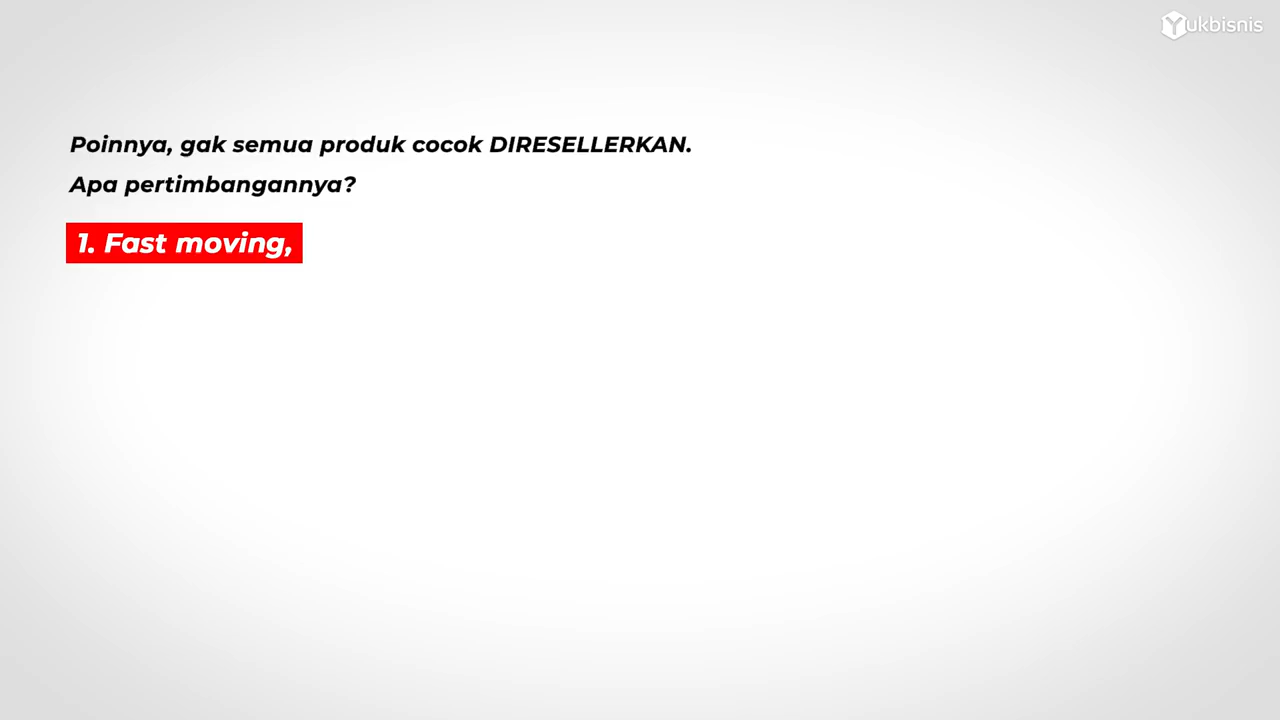 Yukbisnis
Poinnya, gak semua produk cocok DIRESELLERKAN.
Apa pertimbangannya?
1. Fast moving,